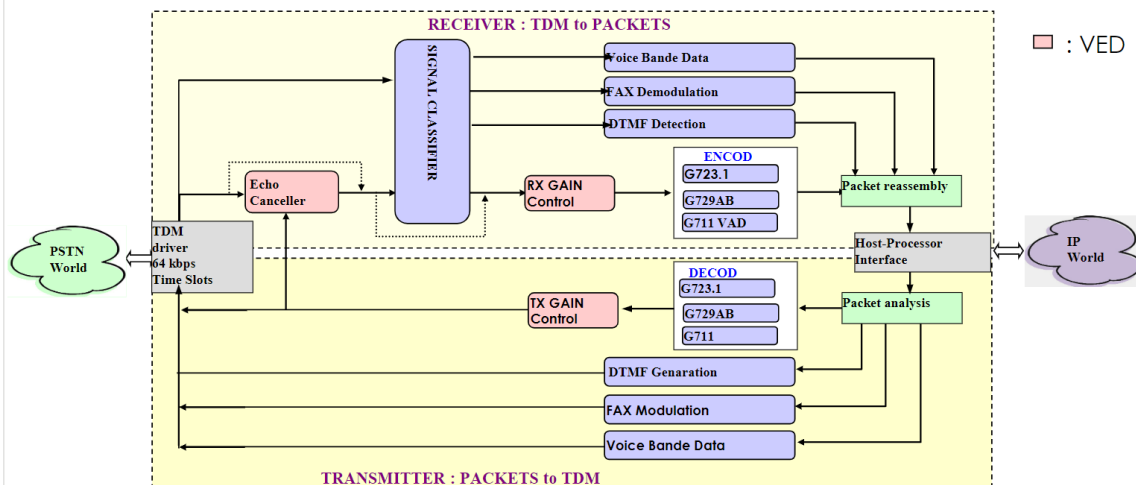 RECEIVER : TDM to PACKETS
: VED
SIGNAL CLASSIFIER
Voice Bande Data
FAX Demodulation
DTMF Detection
Echo
Canceller
RX GAIN
Control
ENCOD
G723.1
G729AB
G711 VAD
Packet reassembly
PSTN
World
TDM
driver
64 kbps
Time Slots
Host-Processor
Interface
IP
World
TX GAIN
Control
DECOD
G723.1
G729AB
G711
Packet analysis
DTMF Genaration
FAX Modulation
Voice Bande Data
TRANSMITTER : PACKETS to TDM